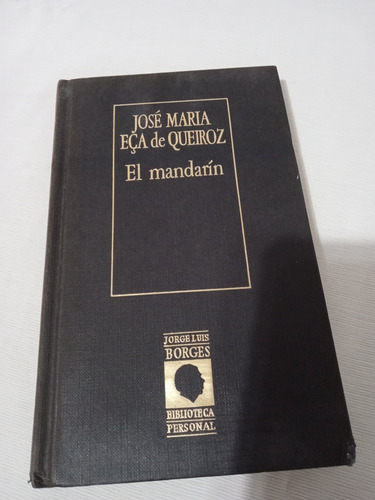 JOSÉ MARIA
EÇA de QUEIROZ
El mandarín
JORGE LUIS
BORGES
BIBLIOTECA
PERSONAL